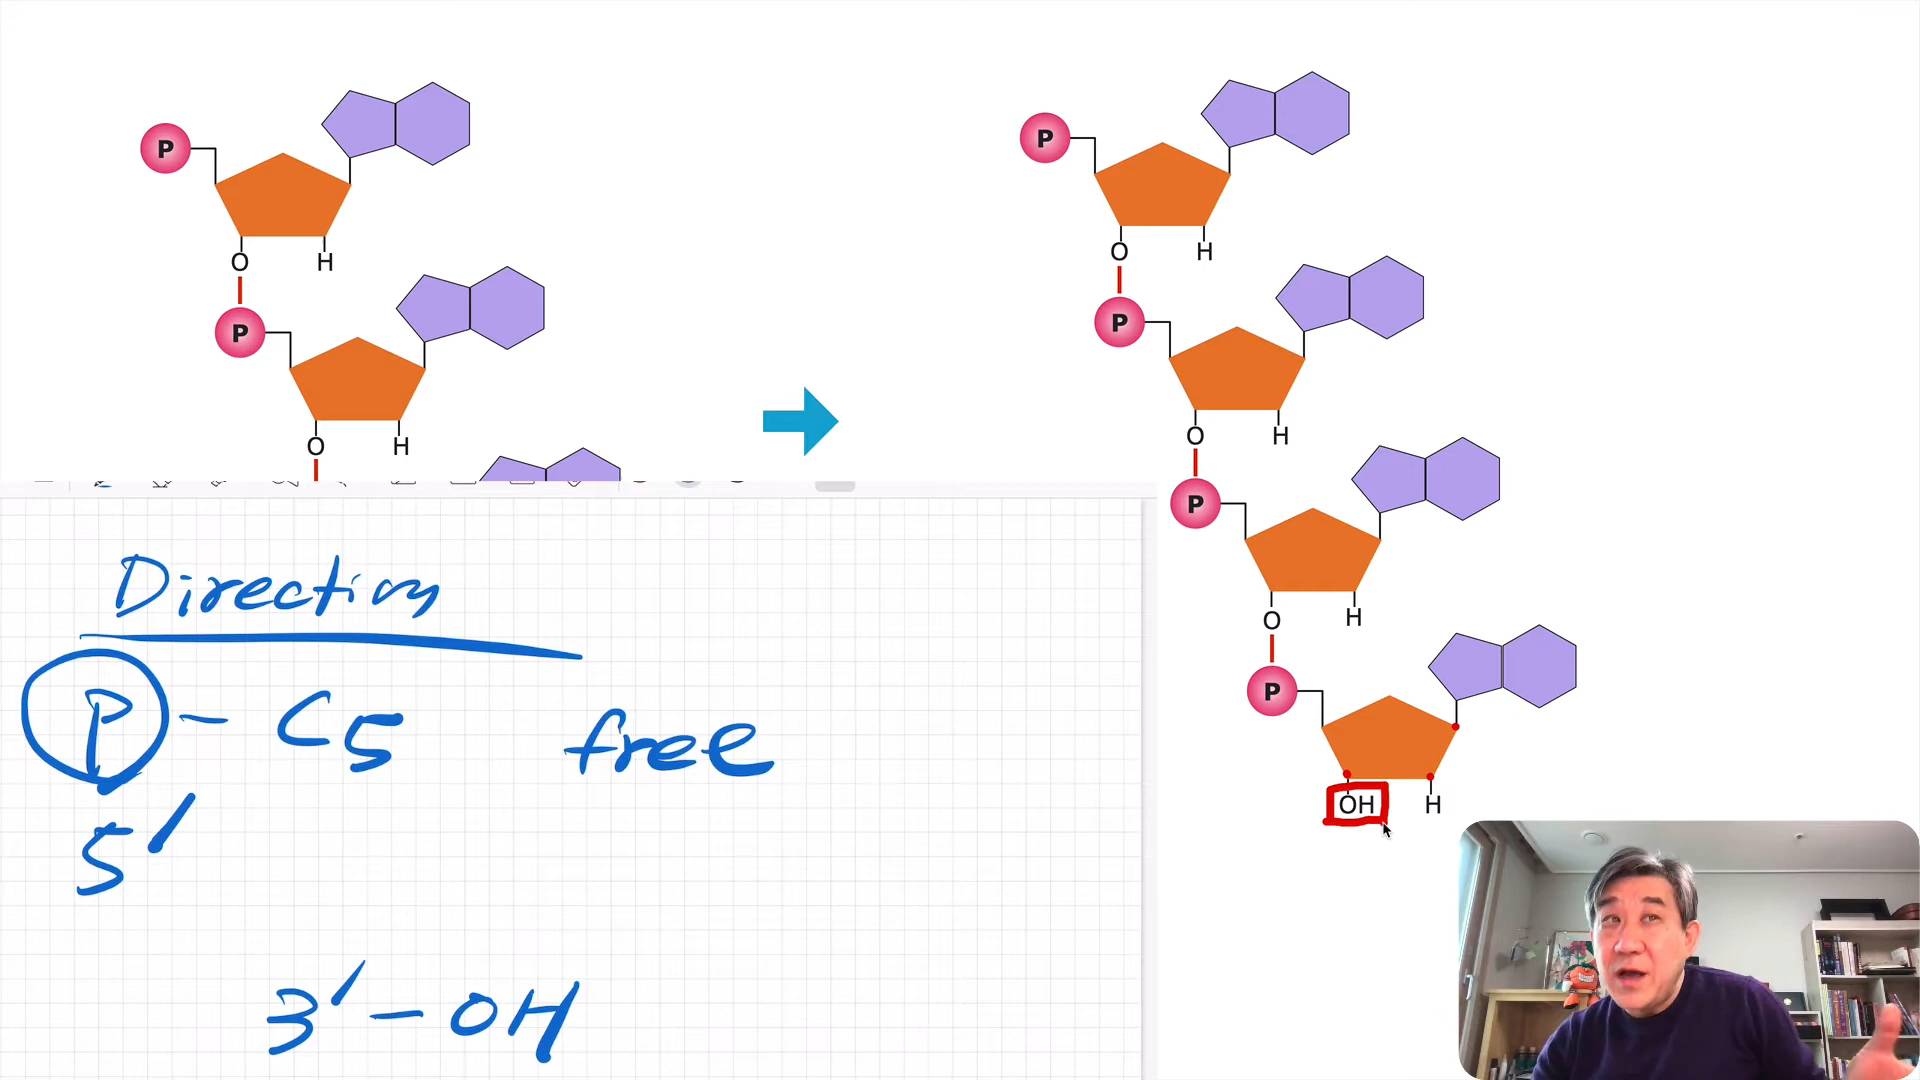 P
O H
P
O H
P
O H
P
O H
P
O H
P
O H
P
OH H
Direction
P - C5 free
5'
3' - OH